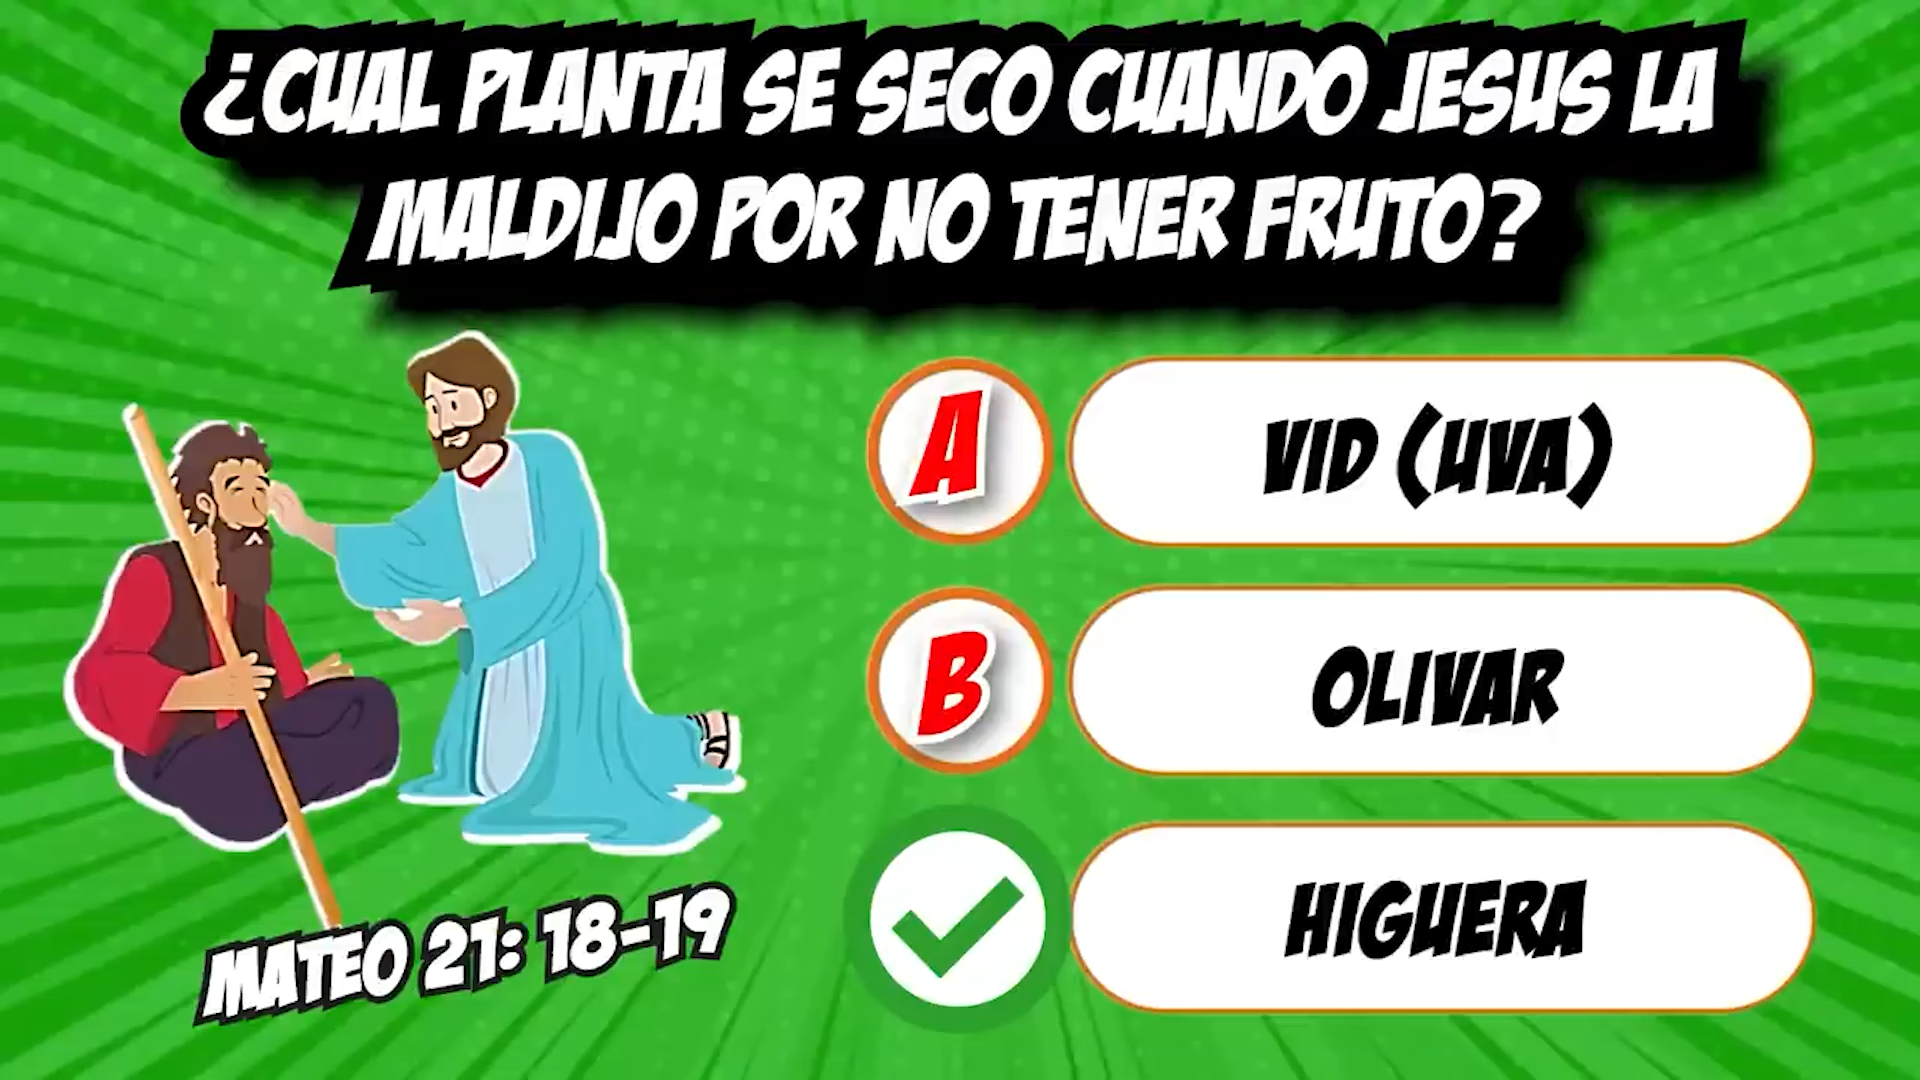 ¿CUAL PLANTA SE SECO CUANDO JESUS LA
MALDIJO POR NO TENER FRUTO?
A
VID (UVA)
B
OLIVAR
HIGUERA
MATEO 21: 18-19